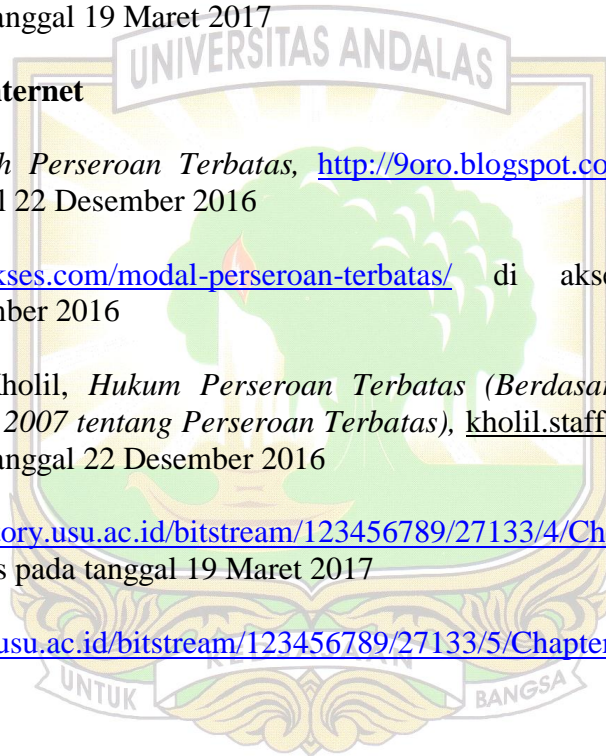 anggal 19 Maret 2017
UNIVERSITAS ANDALAS
nternet
h Perseroan Terbatas, http://9oro.blogspot.co
l 22 Desember 2016
kses.com/modal-perseroan-terbatas/ di akse
nber 2016
Kholil, Hukum Perseroan Terbatas (Berdasar
2007 tentang Perseroan Terbatas), kholil.staff
anggal 22 Desember 2016
tory.usu.ac.id/bitstream/123456789/27133/4/Cha
s pada tanggal 19 Maret 2017
usu.ac.id/bitstream/123456789/27133/5/Chapter
UNTUK
BANGSA